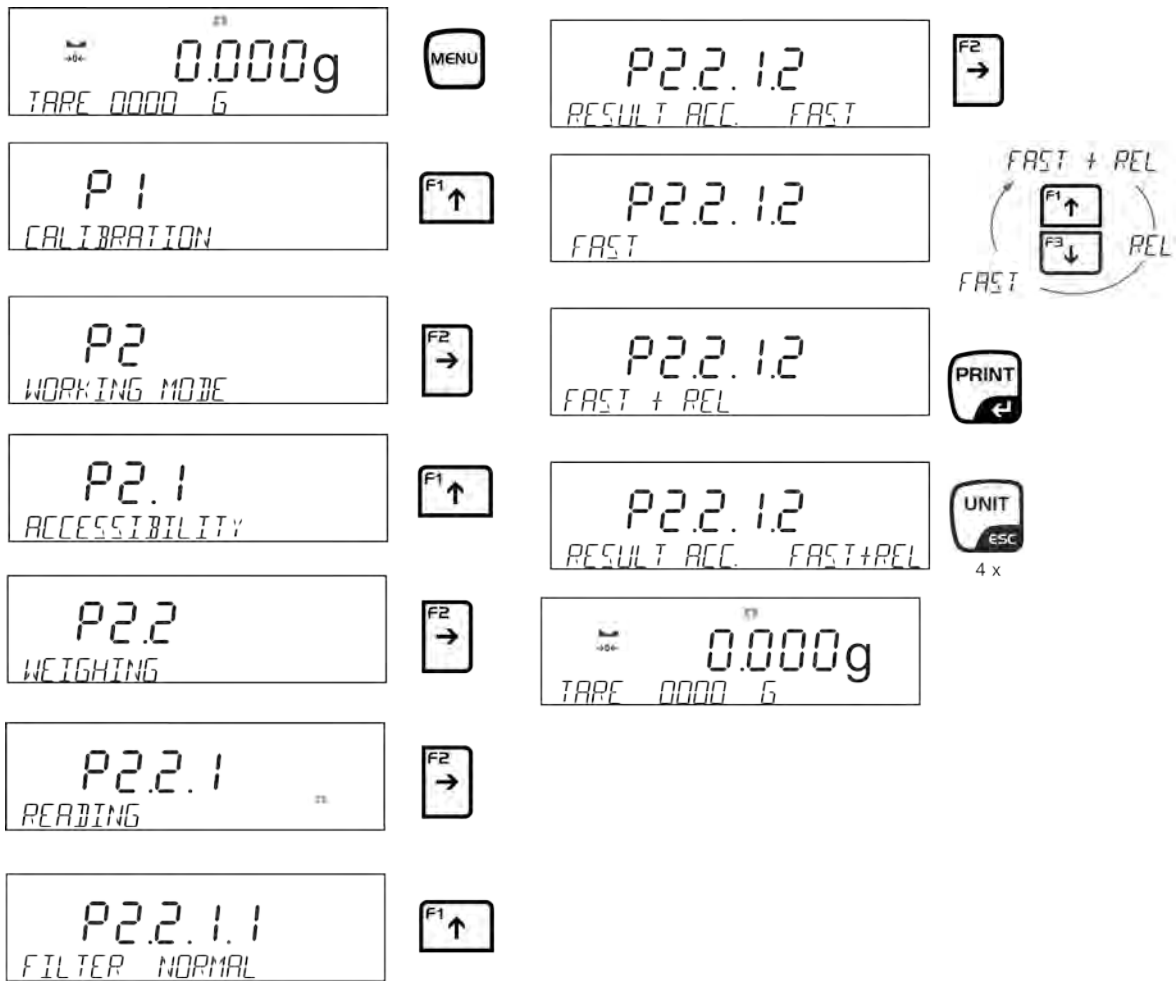 0.000g
→0←
TARE 0000 G
MENU
P1
CALIBRATION
F1
P2
WORKING MODE
F2
P2.1
ACCESSIBILITY
F1
P2.2
WEIGHING
F2
P2.2.1
READING
F2
P2.2.1.1
FILTER NORMAL
F1
P2.2.1.2
RESULT ACC. FAST
F2
P2.2.1.2
FAST
FAST + REL
F1
F3
REL
FAST
P2.2.1.2
FAST + REL
PRINT
P2.2.1.2
RESULT ACC. FAST+REL
UNIT
ESC
4 x
0.000g
→0←
TARE 0000 G